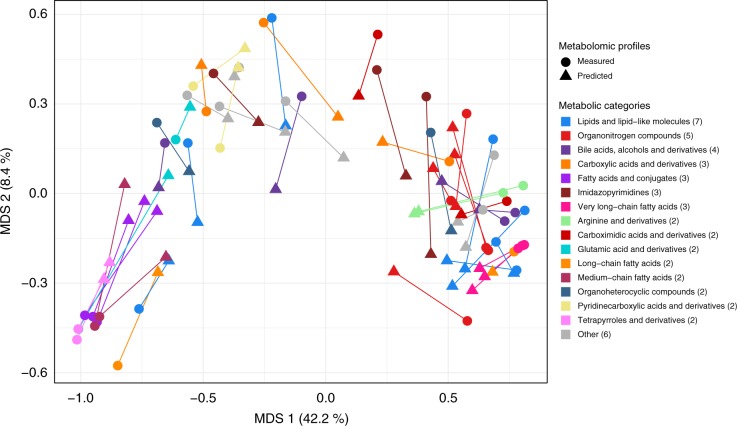 0.6
0.3
0.0
−0.3
−0.6
MDS 2 (8.4 %)
−1.0
−0.5
0.0
0.5
MDS 1 (42.2 %)
Metabolomic profiles
Measured
Predicted
Metabolic categories
Lipids and lipid–like molecules (7)
Organonitrogen compounds (5)
Bile acids, alcohols and derivatives (4)
Carboxylic acids and derivatives (3)
Fatty acids and conjugates (3)
Imidazopyrimidines (3)
Very long–chain fatty acids (3)
Arginine and derivatives (2)
Carboximidic acids and derivatives (2)
Glutamic acid and derivatives (2)
Long–chain fatty acids (2)
Medium–chain fatty acids (2)
Organoheterocyclic compounds (2)
Pyridinecarboxylic acids and derivatives (2)
Tetrapyrroles and derivatives (2)
Other (6)